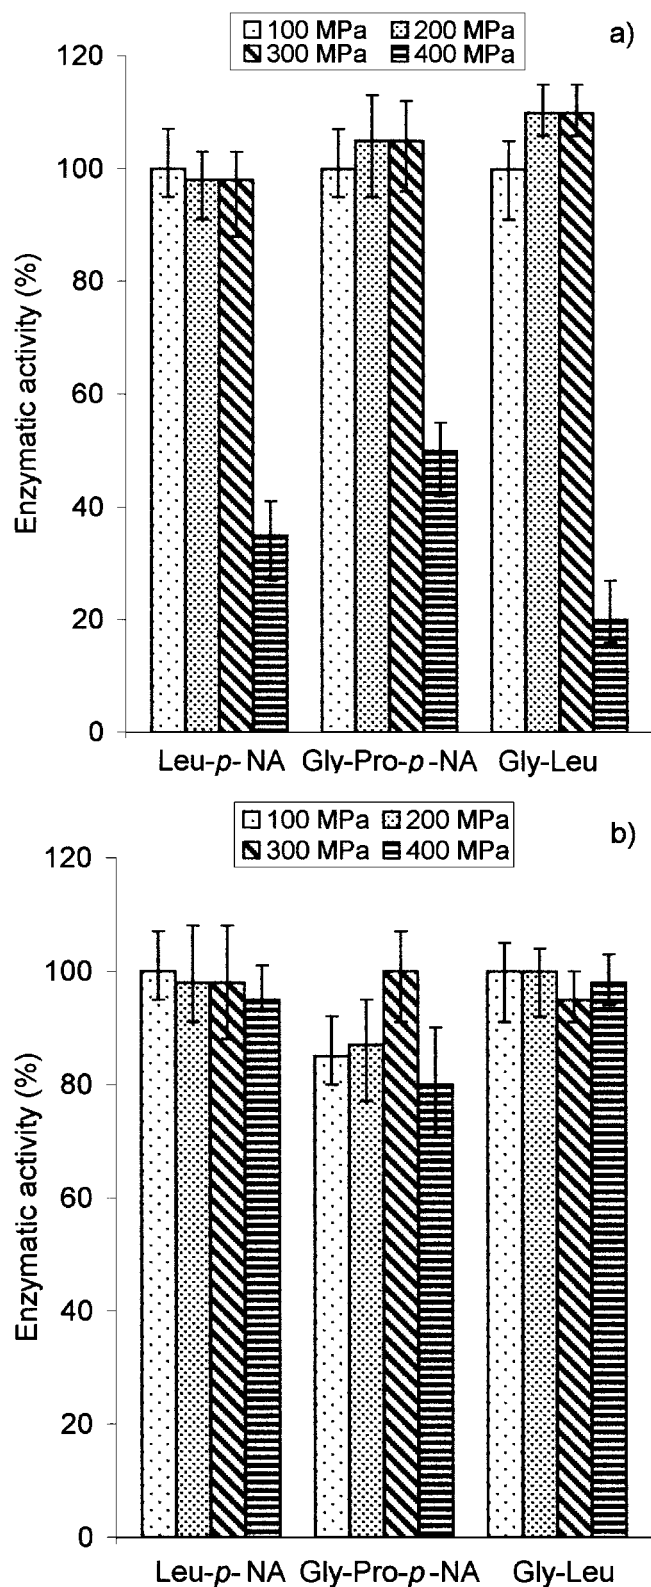 100 MPa 200 MPa
300 MPa 400 MPa
a)
120
100
80
60
40
20
0
Enzymatic activity (%)
Leu-p- NA Gly-Pro-p -NA Gly-Leu
100 MPa 200 MPa
300 MPa 400 MPa
b)
120
100
80
60
40
20
0
Enzymatic activity (%)
Leu-p- NA Gly-Pro-p -NA Gly-Leu